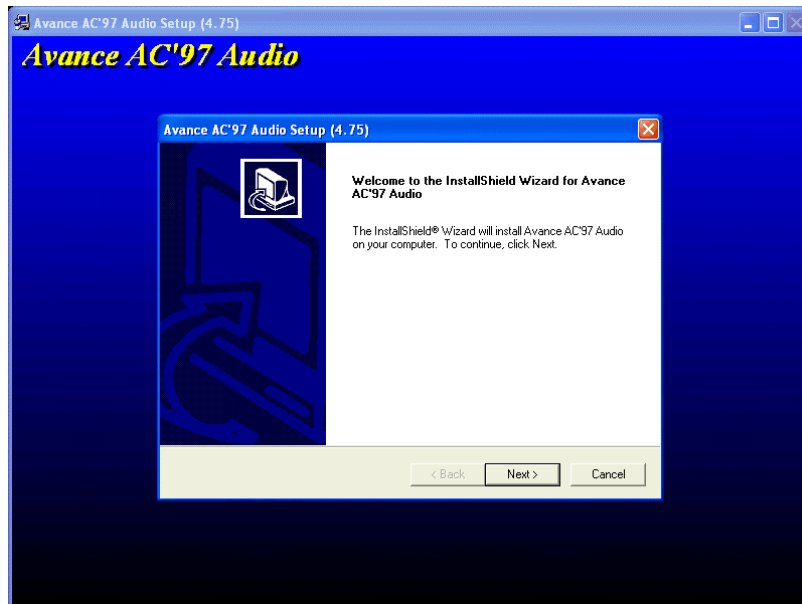 Avance AC'97 Audio Setup (4.75)
Avance AC'97 Audio
Avance AC'97 Audio Setup (4.75)
Welcome to the InstallShield Wizard for Avance
AC'97 Audio
The InstallShield® Wizard will install Avance AC'97 Audio
on your computer. To continue, click Next.
< Back
Next >
Cancel